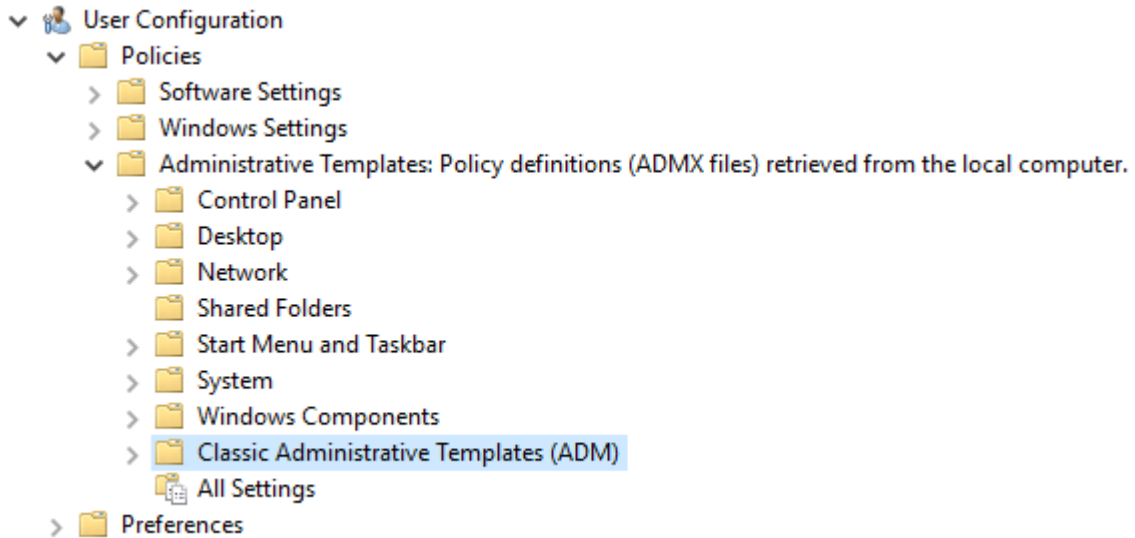 User Configuration
Policies
Software Settings
Windows Settings
Administrative Templates: Policy definitions (ADMX files) retrieved from the local computer.
Control Panel
Desktop
Network
Shared Folders
Start Menu and Taskbar
System
Windows Components
Classic Administrative Templates (ADM)
All Settings
Preferences